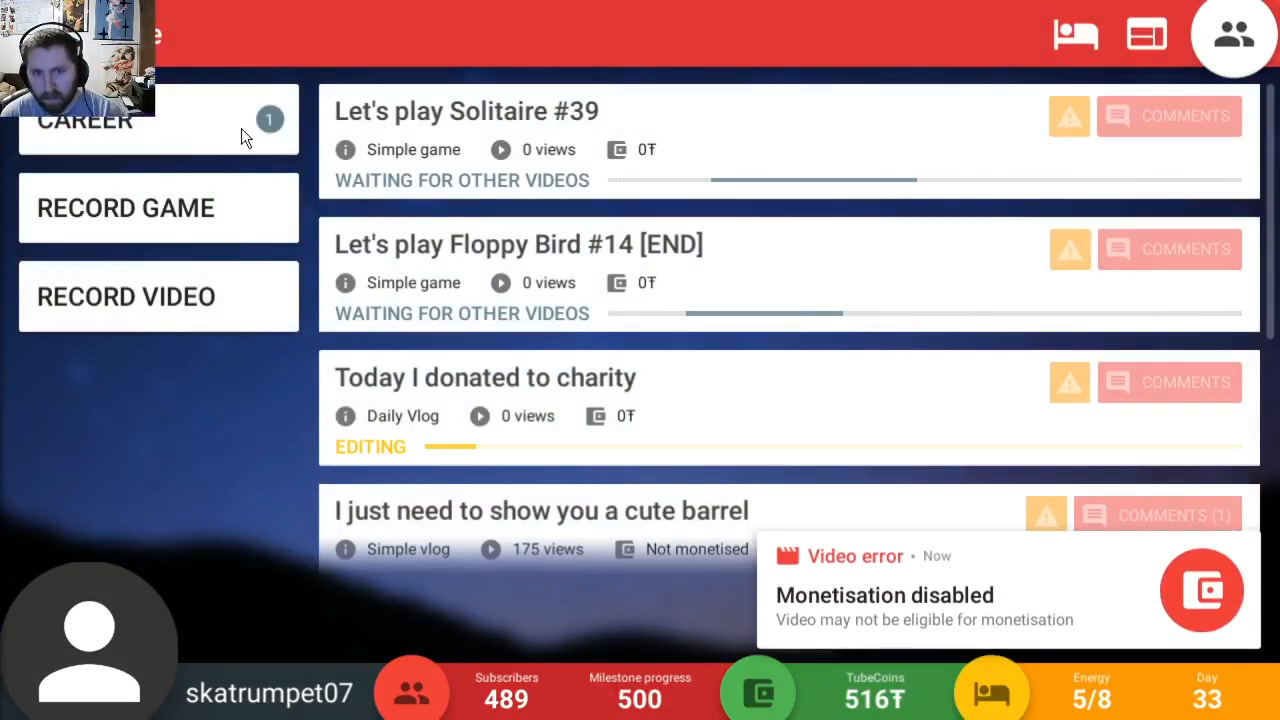 e
CAREER 1
RECORD GAME
RECORD VIDEO
Let's play Solitaire #39
COMMENTS
Simple game 0 views 0Ŧ
WAITING FOR OTHER VIDEOS
Let's play Floppy Bird #14 [END]
COMMENTS
Simple game 0 views 0Ŧ
WAITING FOR OTHER VIDEOS
Today I donated to charity
COMMENTS
Daily Vlog 0 views 0Ŧ
EDITING
I just need to show you a cute barrel
COMMENTS (1)
Simple vlog 175 views Not monetised
Video error • Now
Monetisation disabled
Video may not be eligible for monetisation
skatrumpet07
Subscribers
489
Milestone progress
500
TubeCoins
516Ŧ
Energy
5/8
Day
33